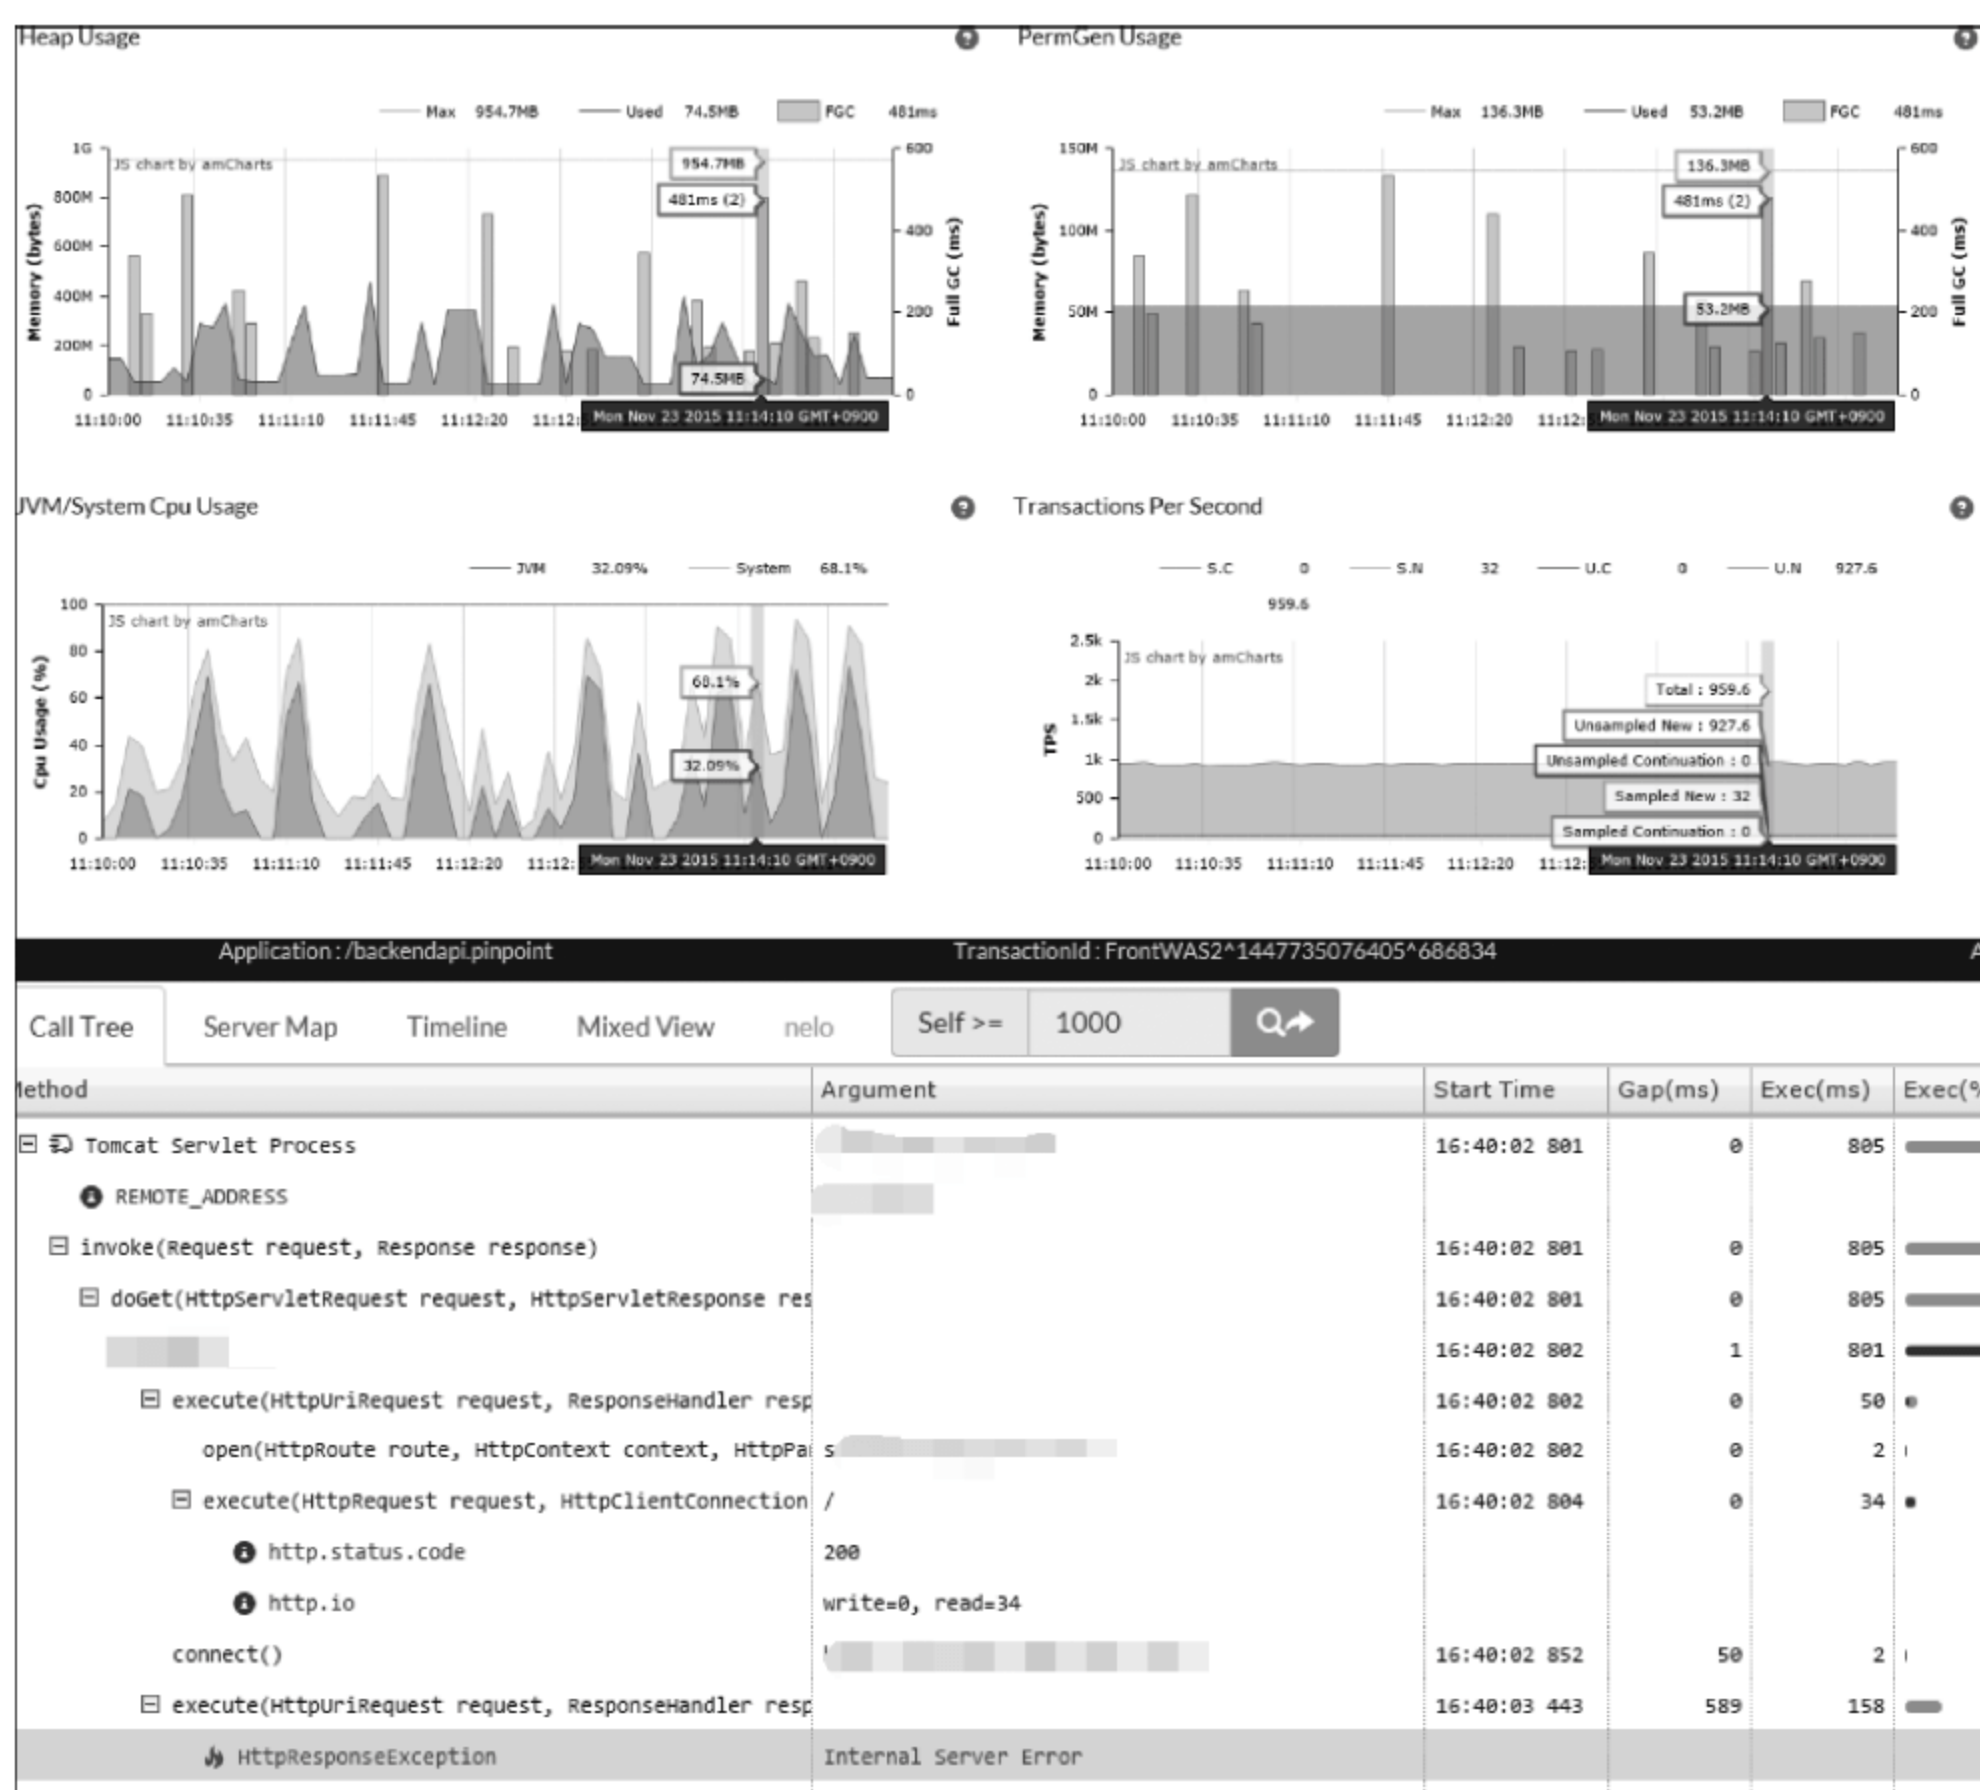 Heap Usage
PermGen Usage
Max 954.7MB Used 74.5MB FGC 481ms
Max 136.3MB Used 53.2MB FGC 481ms
1G
800M
600M
400M
200M
0
Memory (bytes)
JS chart by amCharts
954.7MB
481ms (2)
74.5MB
600
400
200
0
Full GC (ms)
11:10:00 11:10:35 11:11:10 11:11:45 11:12:20 11:12: Mon Nov 23 2015 11:14:10 GMT+0900
150M
100M
50M
0
Memory (bytes)
JS chart by amCharts
136.3MB
481ms (2)
53.2MB
600
400
200
0
Full GC (ms)
11:10:00 11:10:35 11:11:10 11:11:45 11:12:20 11:12: Mon Nov 23 2015 11:14:10 GMT+0900
JVM/System Cpu Usage
Transactions Per Second
JVM 32.09% System 68.1%
S.C 0 S.N 32 U.C 0 U.N 927.6
959.6
100
80
60
40
20
0
Cpu Usage (%)
JS chart by amCharts
68.1%
32.09%
11:10:00 11:10:35 11:11:10 11:11:45 11:12:20 11:12: Mon Nov 23 2015 11:14:10 GMT+0900
2.5k
2k
1.5k
1k
500
0
TPS
JS chart by amCharts
Total : 959.6
Unsampled New : 927.6
Unsampled Continuation : 0
Sampled New : 32
Sampled Continuation : 0
11:10:00 11:10:35 11:11:10 11:11:45 11:12:20 11:12: Mon Nov 23 2015 11:14:10 GMT+0900
Application : /backendapi.pinpoint TransactionId : FrontWAS2^1447735076405^686834 A
Call Tree Server Map Timeline Mixed View nelo Self >= 1000
Method Argument Start Time Gap(ms) Exec(ms) Exec(%
Tomcat Servlet Process 16:40:02 801 0 805
REMOTE_ADDRESS
invoke(Request request, Response response) 16:40:02 801 0 805
doGet(HttpServletRequest request, HttpServletResponse res 16:40:02 801 0 805
16:40:02 802 1 801
execute(HttpUriRequest request, ResponseHandler resp 16:40:02 802 0 50
open(HttpRoute route, HttpContext context, HttpPa s 16:40:02 802 0 2
execute(HttpRequest request, HttpClientConnection / 16:40:02 804 0 34
http.status.code 200
http.io write=0, read=34
connect() 16:40:02 852 50 2
execute(HttpUriRequest request, ResponseHandler resp 16:40:03 443 589 158
HttpResponseException Internal Server Error